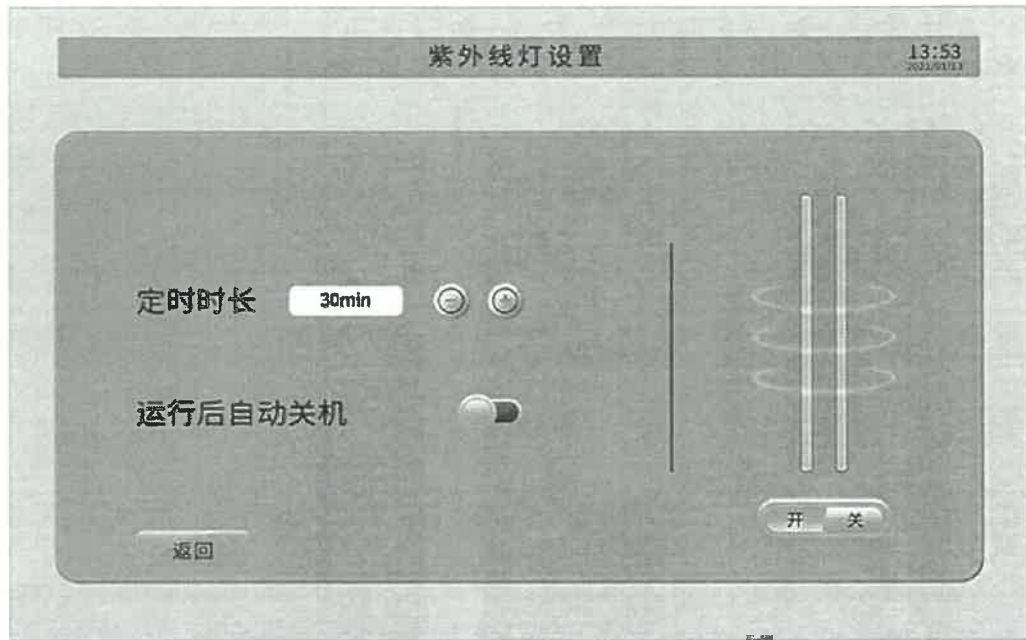 紫外线灯设置
13:53
定时时长 30min - +
运行后自动关机
开 关
返回